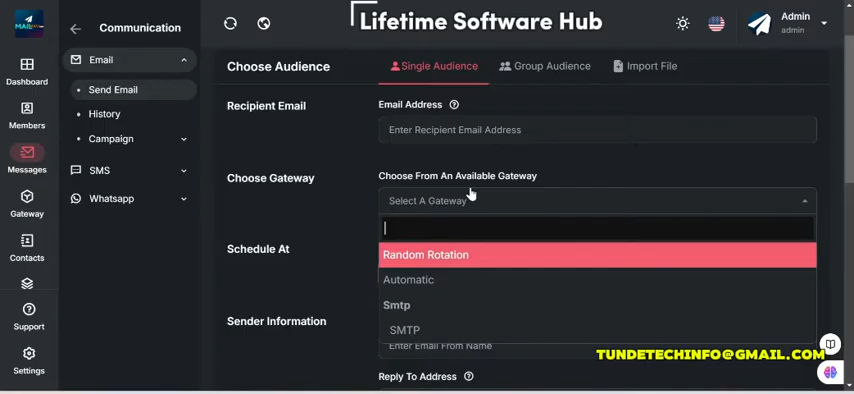 MAIL
Communication
Lifetime Software Hub
Admin
admin
Dashboard
Members
Messages
Gateway
Contacts
Support
Settings
Email
Send Email
History
Campaign
SMS
Whatsapp
Choose Audience
Single Audience
Group Audience
Import File
Recipient Email
Email Address
Enter Recipient Email Address
Choose Gateway
Choose From An Available Gateway
Select A Gateway
Random Rotation
Automatic
Smtp
SMTP
Schedule At
Sender Information
Enter Email From Name
TUNDETECHINFO@GMAIL.COM
Reply To Address